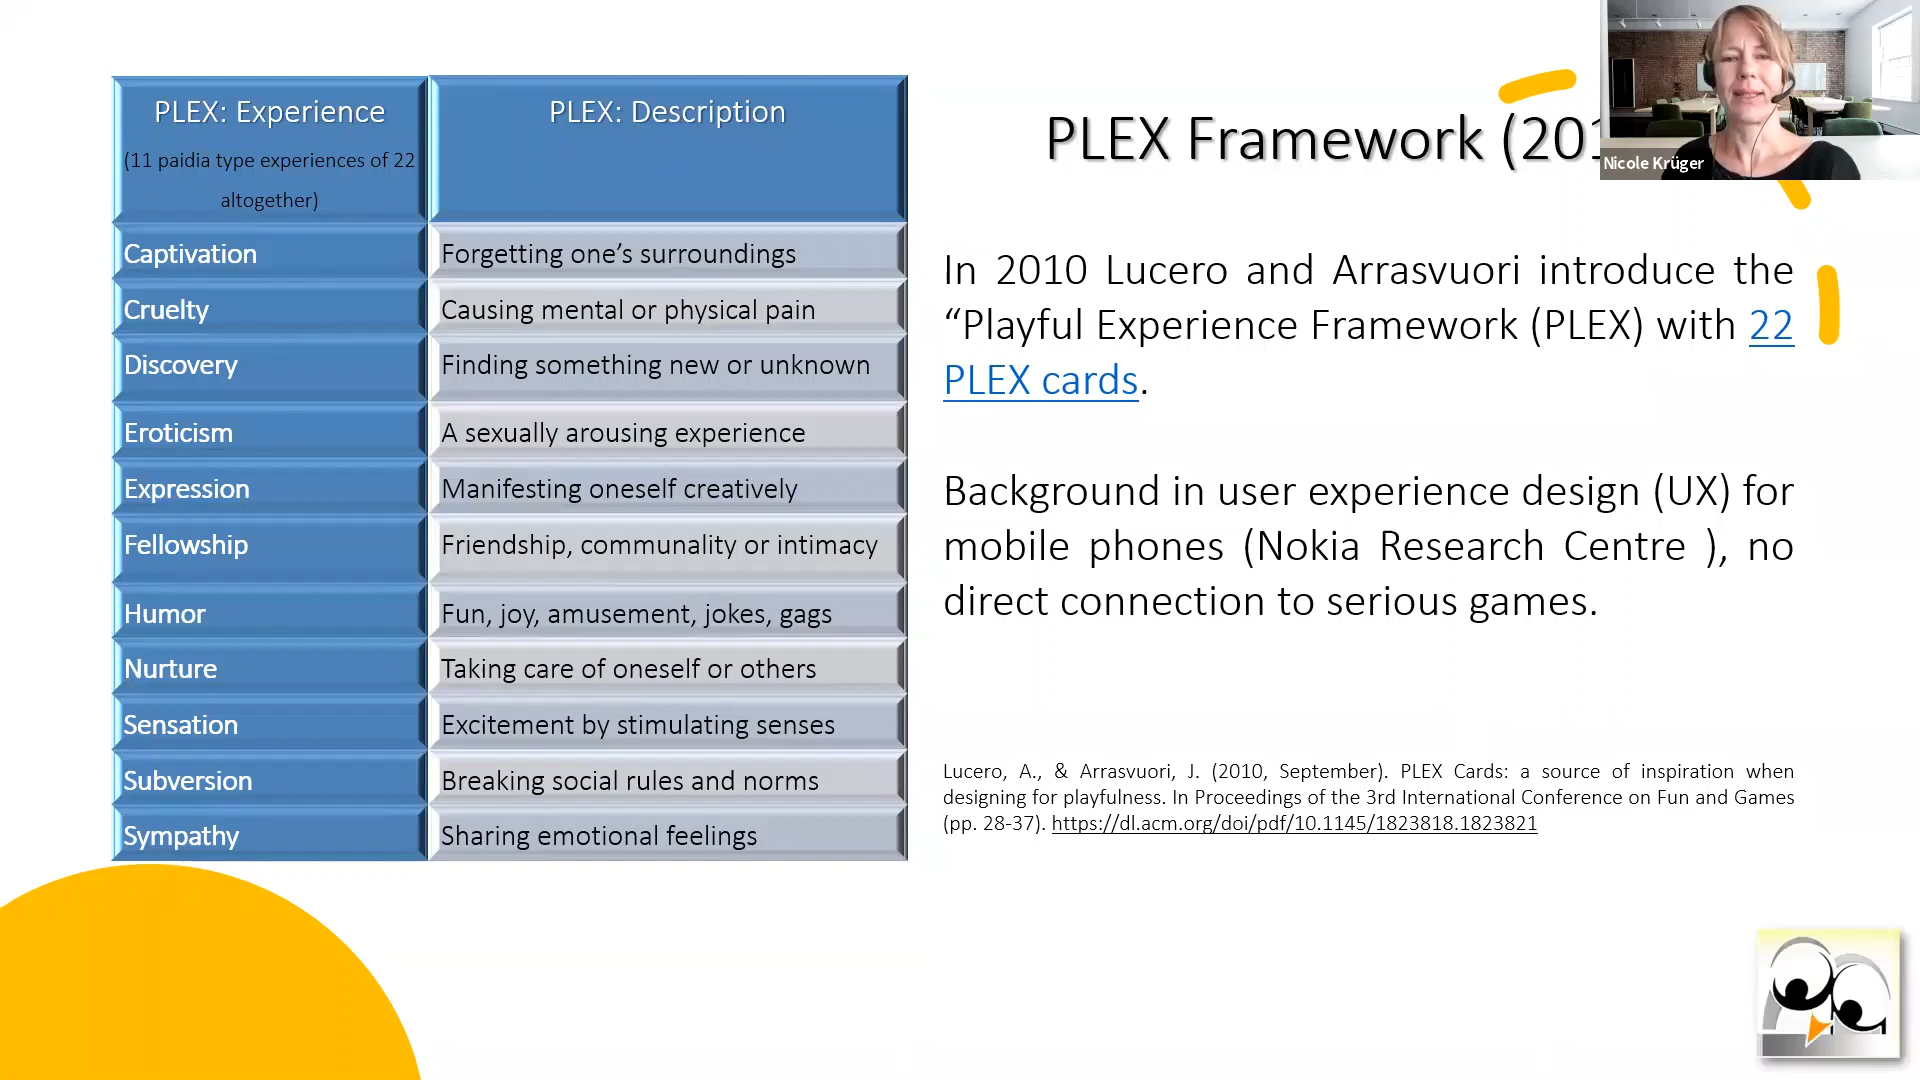 PLEX: Experience
(11 paidia type experiences of 22
altogether)
PLEX: Description
Captivation
Forgetting one’s surroundings
Cruelty
Causing mental or physical pain
Discovery
Finding something new or unknown
Eroticism
A sexually arousing experience
Expression
Manifesting oneself creatively
Fellowship
Friendship, communality or intimacy
Humor
Fun, joy, amusement, jokes, gags
Nurture
Taking care of oneself or others
Sensation
Excitement by stimulating senses
Subversion
Breaking social rules and norms
Sympathy
Sharing emotional feelings
PLEX Framework (201
Nicole Krüger
In 2010 Lucero and Arrasvuori introduce the
“Playful Experience Framework (PLEX) with 22
PLEX cards.
Background in user experience design (UX) for
mobile phones (Nokia Research Centre ), no
direct connection to serious games.
Lucero, A., & Arrasvuori, J. (2010, September). PLEX Cards: a source of inspiration when
designing for playfulness. In Proceedings of the 3rd International Conference on Fun and Games
(pp. 28-37). https://dl.acm.org/doi/pdf/10.1145/1823818.1823821